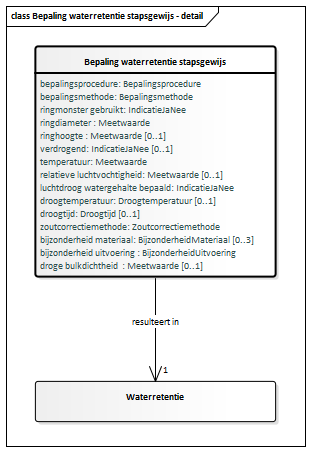 class Bepaling waterretentie stapsgewijs - detail
Bepaling waterretentie stapsgewijs
bepalingsprocedure: Bepalingsprocedure
bepalingsmethode: Bepalingsmethode
ringmonster gebruikt: IndicatieJaNee
ringdiameter : Meetwaarde
ringhoogte : Meetwaarde [0..1]
verdrogend: IndicatieJaNee [0..1]
temperatuur: Meetwaarde
relatieve luchtvochtigheid: Meetwaarde [0..1]
luchtdroog watergehalte bepaald: IndicatieJaNee
droogtemperatuur: Droogtemperatuur [0..1]
droogtijd: Droogtijd [0..1]
zoutcorrectiemethode: Zoutcorrectiemethode
bijzonderheid materiaal: BijzonderheidMateriaal [0..3]
bijzonderheid uitvoering : BijzonderheidUitvoering
droge bulkdichtheid : Meetwaarde [0..1]
resulteert in
1
Waterretentie